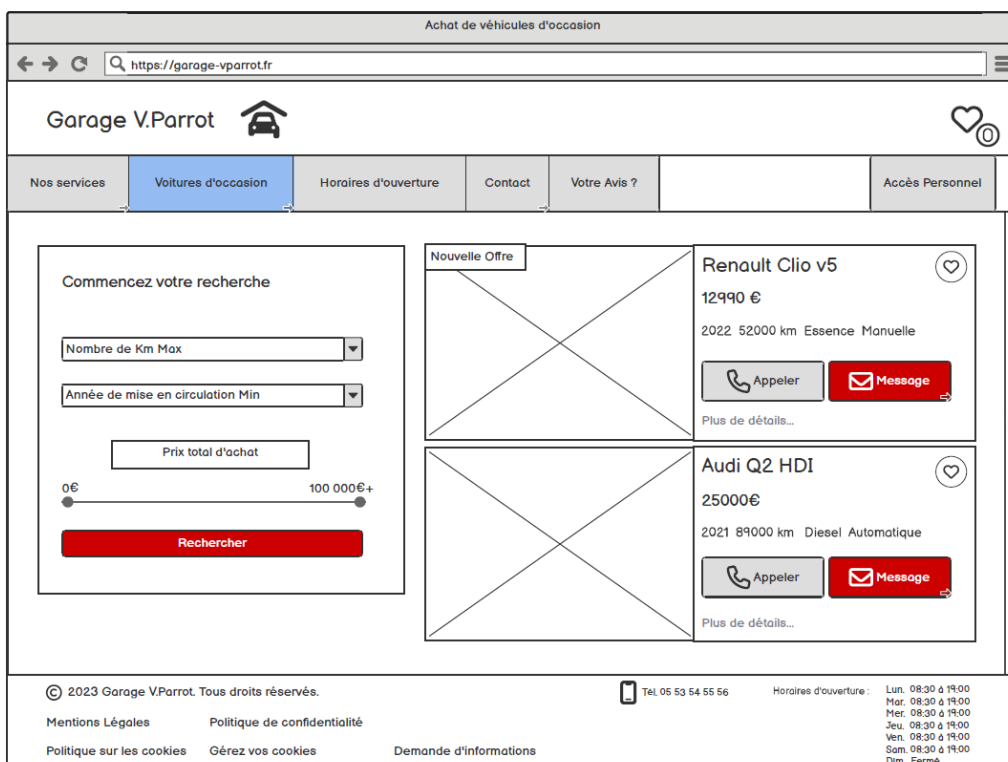 Achat de véhicules d'occasion
https://garage-vparrot.fr
Garage V.Parrot
0
Nos services
Voitures d'occasion
Horaires d'ouverture
Contact
Votre Avis ?
Accès Personnel
Commencez votre recherche
Nombre de Km Max
Année de mise en circulation Min
Prix total d'achat
0€ 100 000€+
Rechercher
Nouvelle Offre
Renault Clio v5
12990 €
2022 52000 km Essence Manuelle
Appeler
Message
Plus de détails...
Audi Q2 HDI
25000€
2021 89000 km Diesel Automatique
Appeler
Message
Plus de détails...
© 2023 Garage V.Parrot. Tous droits réservés.
Mentions Légales
Politique de confidentialité
Politique sur les cookies
Gérez vos cookies
Demande d'informations
Tél. 05 53 54 55 56
Horaires d'ouverture :
Lun. 08:30 à 19:00
Mar. 08:30 à 19:00
Mer. 08:30 à 19:00
Jeu. 08:30 à 19:00
Ven. 08:30 à 19:00
Sam. 08:30 à 19:00
Dim. Fermé